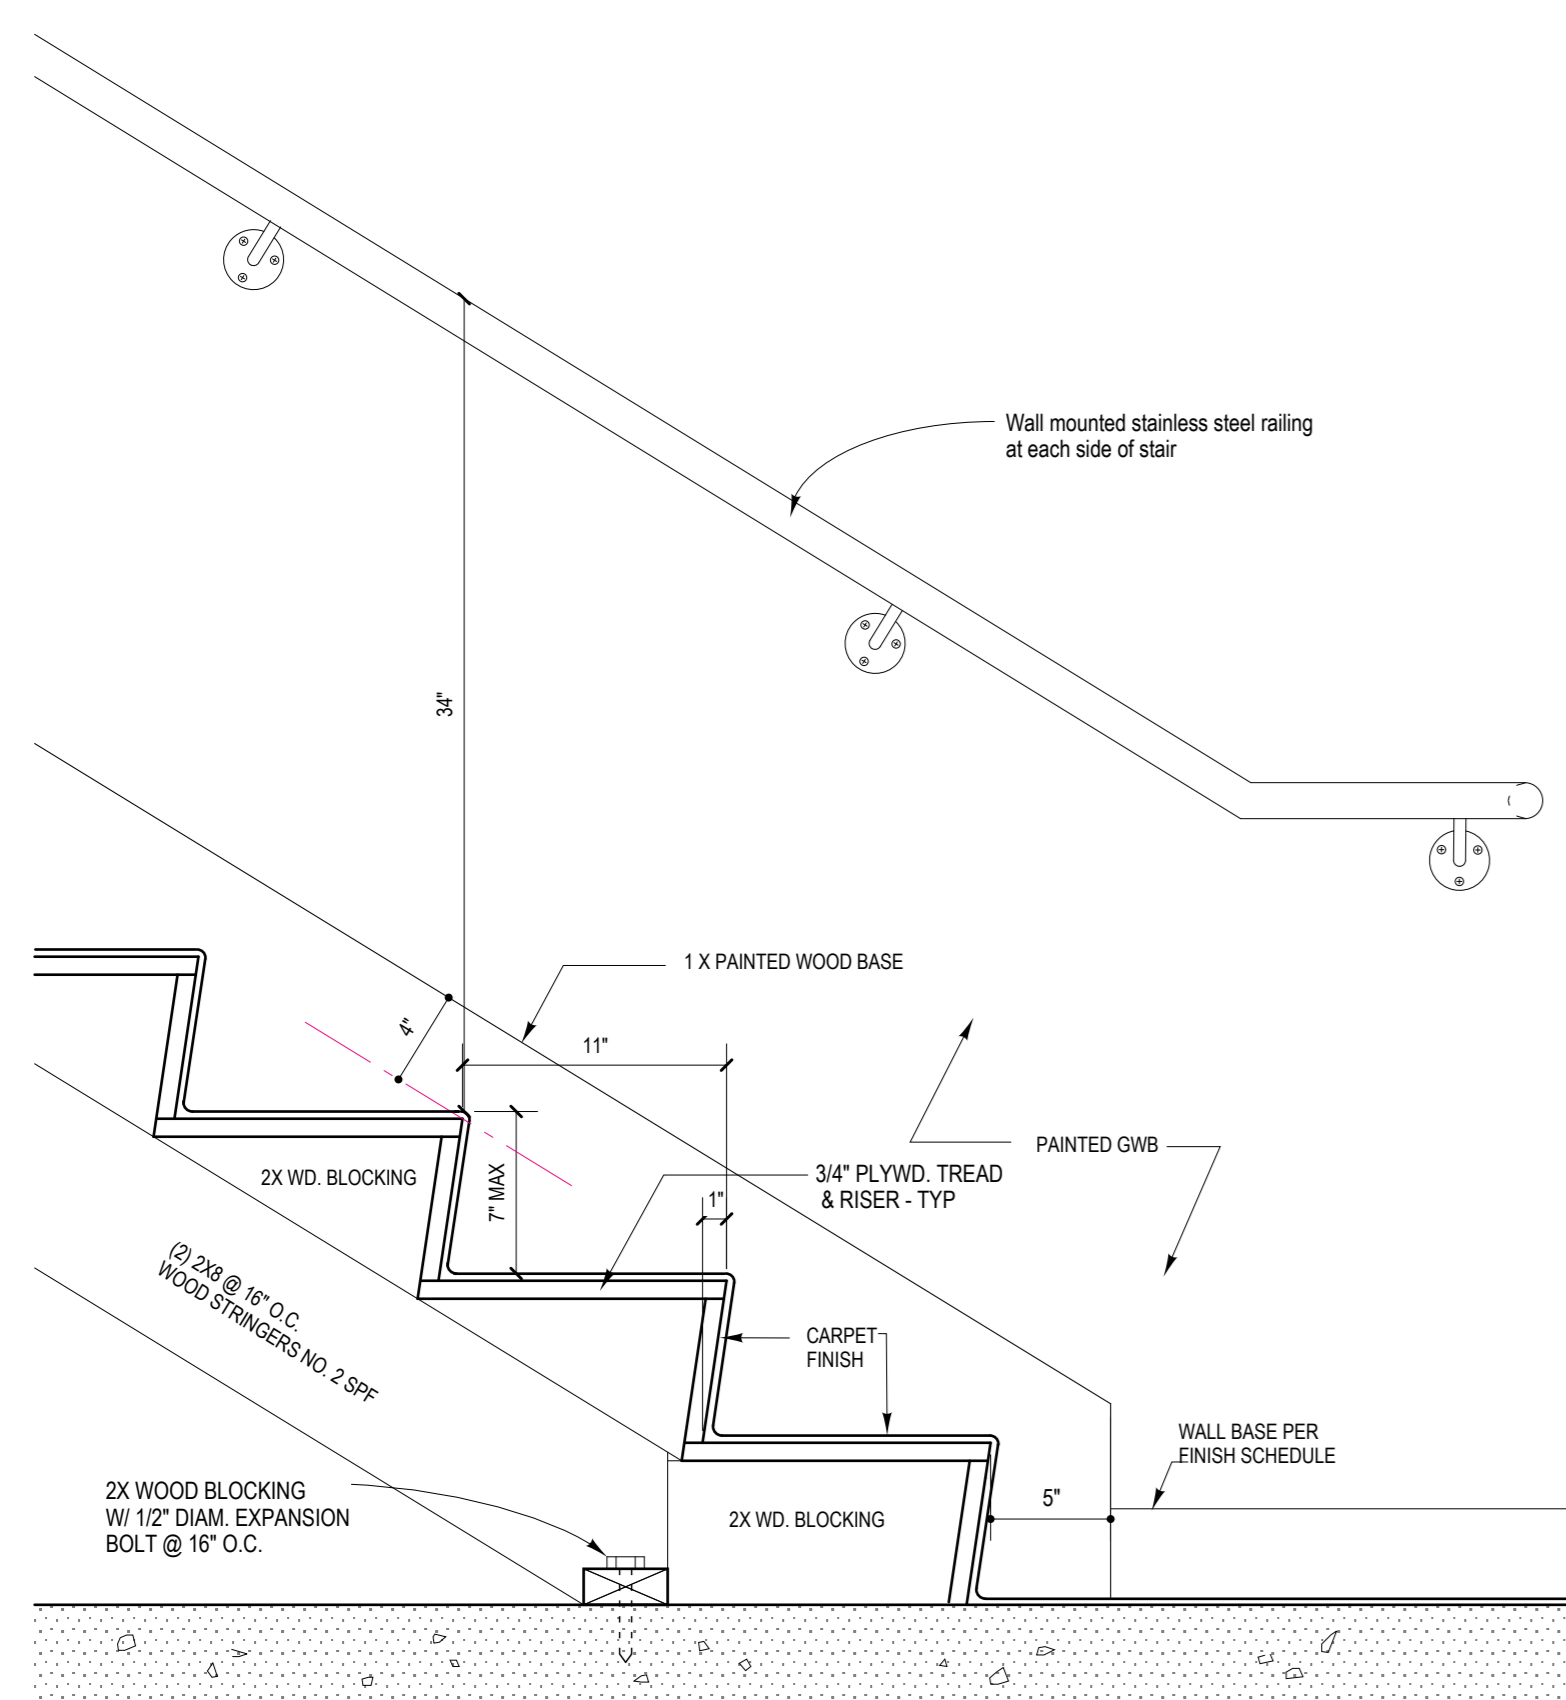 Wall mounted stainless steel railing
at each side of stair
34"
1 X PAINTED WOOD BASE
4"
11"
PAINTED GWB
2X WD. BLOCKING
7" MAX
3/4" PLYWD. TREAD
& RISER - TYP
1"
(2) 2X8 @ 16" O.C.
WOOD STRINGERS NO. 2 SPF
CARPET
FINISH
WALL BASE PER
FINISH SCHEDULE
2X WOOD BLOCKING
W/ 1/2" DIAM. EXPANSION
BOLT @ 16" O.C.
2X WD. BLOCKING
5"